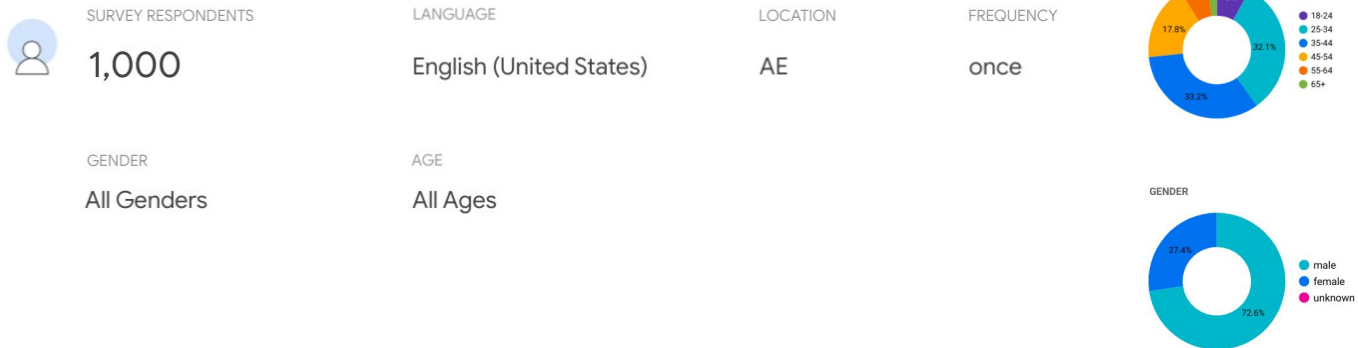 SURVEY RESPONDENTS
1,000
LANGUAGE
English (United States)
LOCATION
AE
FREQUENCY
once
GENDER
All Genders
AGE
All Ages
17.8%
32.1%
33.2%
18-24
25-34
35-44
45-54
55-64
65+
GENDER
27.4%
72.6%
male
female
unknown